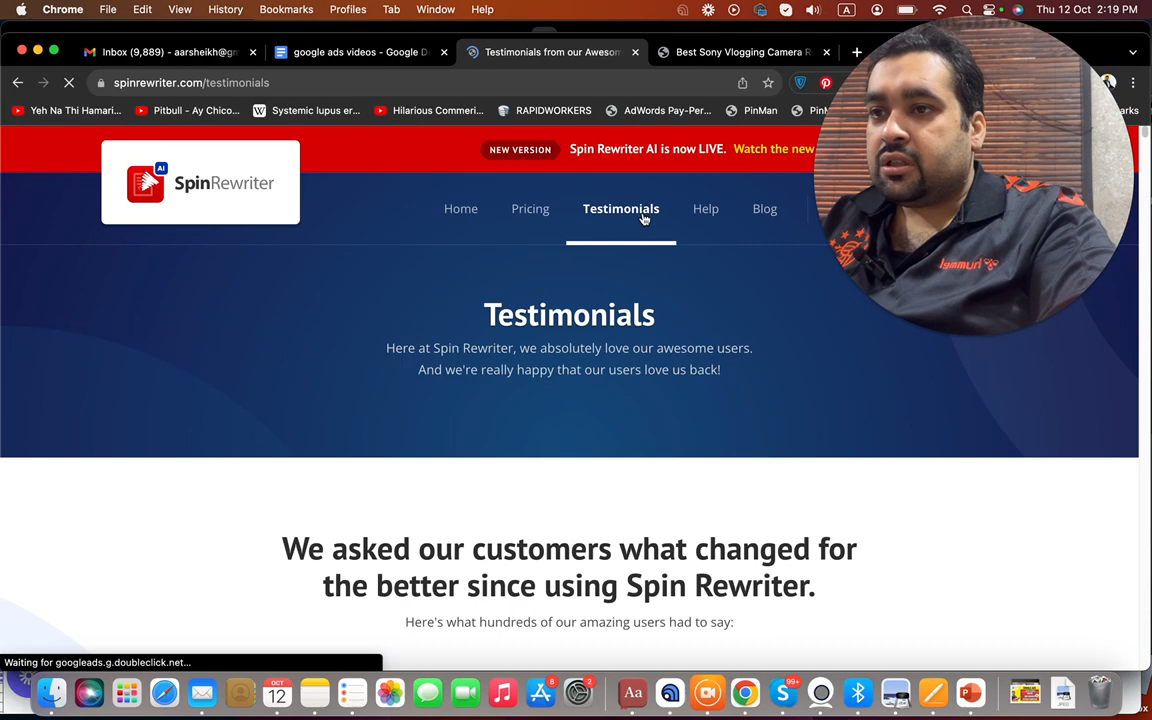 Chrome File Edit View History Bookmarks Profiles Tab Window Help A Thu 12 Oct 2:19 PM
Inbox (9,889) - aarsheikh@gm
google ads videos - Google D
Testimonials from our Awesom
Best Sony Vlogging Camera R
spinrewriter.com/testimonials
Yeh Na Thi Hamari...
Pitbull - Ay Chico...
W Systemic lupus er...
Hilarious Commeri...
RAPIDWORKERS
AdWords Pay-Per...
PinMan
NEW VERSION Spin Rewriter AI is now LIVE. Watch the new
AI
SpinRewriter
Home Pricing Testimonials Help Blog
Testimonials
Here at Spin Rewriter, we absolutely love our awesome users.
And we're really happy that our users love us back!
We asked our customers what changed for
the better since using Spin Rewriter.
Here's what hundreds of our amazing users had to say:
Waiting for googleads.g.doubleclick.net...
OCT
12
8
2
Aa
99+